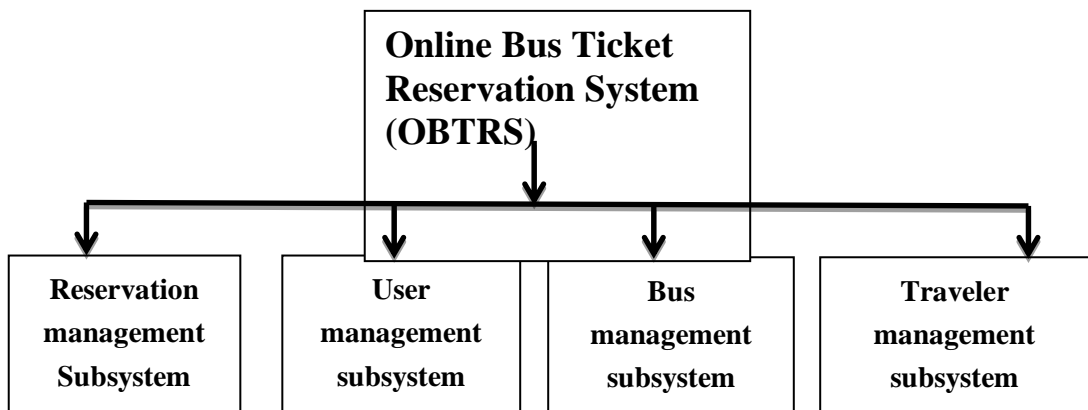 Online Bus Ticket
Reservation System
(OBTRS)
Reservation
management
Subsystem
User
management
subsystem
Bus
management
subsystem
Traveler
management
subsystem